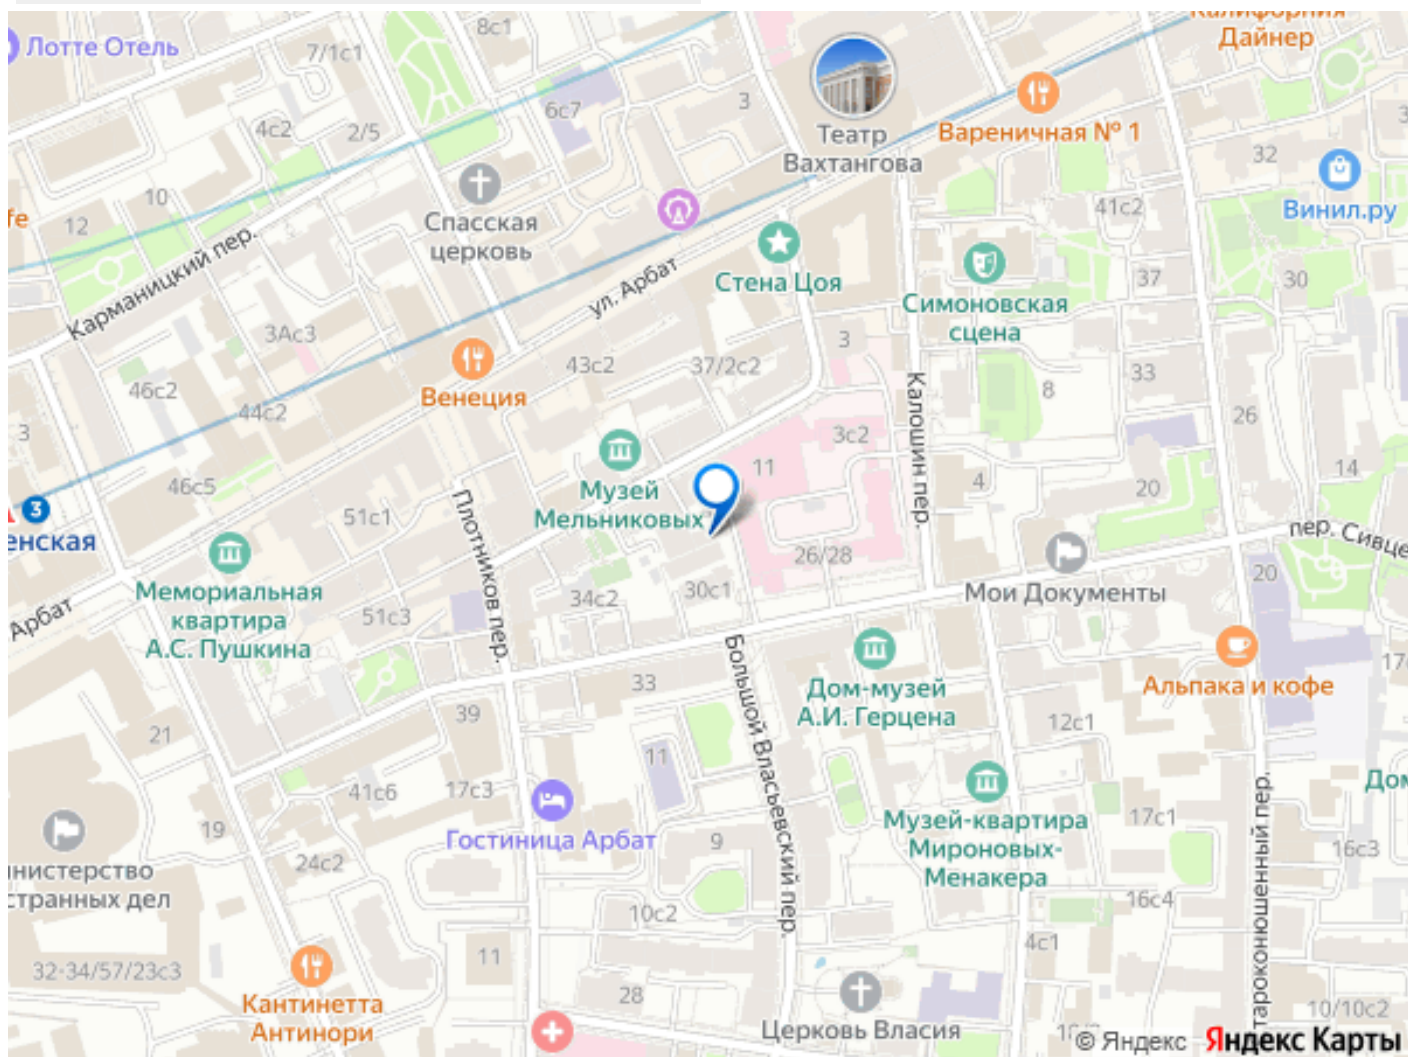 Калифорния
Дайнер
Лотте Отель
7/1с1
8с1
6с7
3
Театр
Вахтангова
Вареничная № 1
4с2
2/5
32
Винил.ру
10
12
fe
Спасская
церковь
41с2
Карманицкий пер.
ул. Арбат
Стена Цоя
Симоновская
сцена
37
30
3Ас3
46с2
44с2
3
Венеция
43с2
37/2с2
3
Калошин пер.
8
33
26
3с2
11
Музей
Мельниковых
4
20
14
46с5
51с1
3
енская
Плотников пер.
26/28
пер. Сивце
Мои Документы
20
Мемориальная
квартира
А.С. Пушкина
Арбат
51с3
34с2
30с1
Большой Власьевский пер.
Дом-музей
А.И. Герцена
Альпака и кофе
17
33
39
21
12с1
11
41с6
17с3
Гостиница Арбат
Музей-квартира
Мироновых-
Менакера
17с1
Дом
16с3
19
нистерство
странных дел
24с2
9
10с2
16с4
4с1
Староконюшенный пер.
11
32-34/57/23с3
Кантинетта
Антинори
28
Церковь Власия
10/10с2
© Яндекс Яндекс Карты